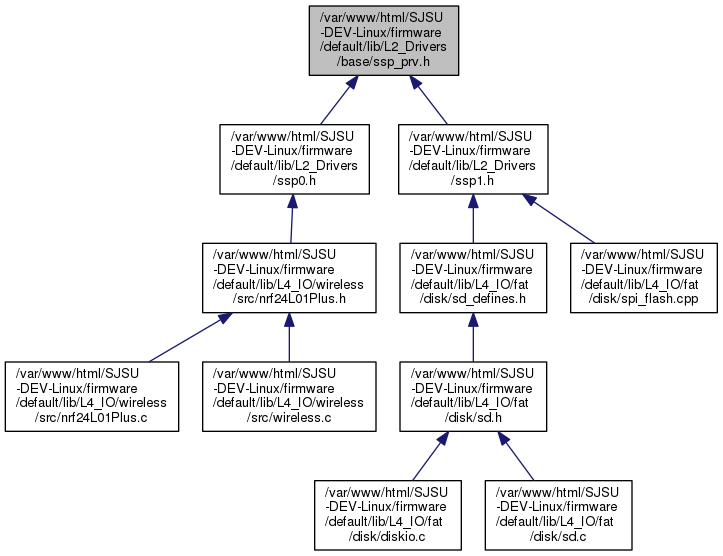 /var/www/html/SJSU
-DEV-Linux/firmware
/default/lib/L2_Drivers
/base/ssp_prv.h
/var/www/html/SJSU
-DEV-Linux/firmware
/default/lib/L2_Drivers
/ssp0.h
/var/www/html/SJSU
-DEV-Linux/firmware
/default/lib/L2_Drivers
/ssp1.h
/var/www/html/SJSU
-DEV-Linux/firmware
/default/lib/L4_IO/wireless
/src/nrf24L01Plus.h
/var/www/html/SJSU
-DEV-Linux/firmware
/default/lib/L4_IO/fat
/disk/sd_defines.h
/var/www/html/SJSU
-DEV-Linux/firmware
/default/lib/L4_IO/fat
/disk/spi_flash.cpp
/var/www/html/SJSU
-DEV-Linux/firmware
/default/lib/L4_IO/wireless
/src/nrf24L01Plus.c
/var/www/html/SJSU
-DEV-Linux/firmware
/default/lib/L4_IO/wireless
/src/wireless.c
/var/www/html/SJSU
-DEV-Linux/firmware
/default/lib/L4_IO/fat
/disk/sd.h
/var/www/html/SJSU
-DEV-Linux/firmware
/default/lib/L4_IO/fat
/disk/diskio.c
/var/www/html/SJSU
-DEV-Linux/firmware
/default/lib/L4_IO/fat
/disk/sd.c